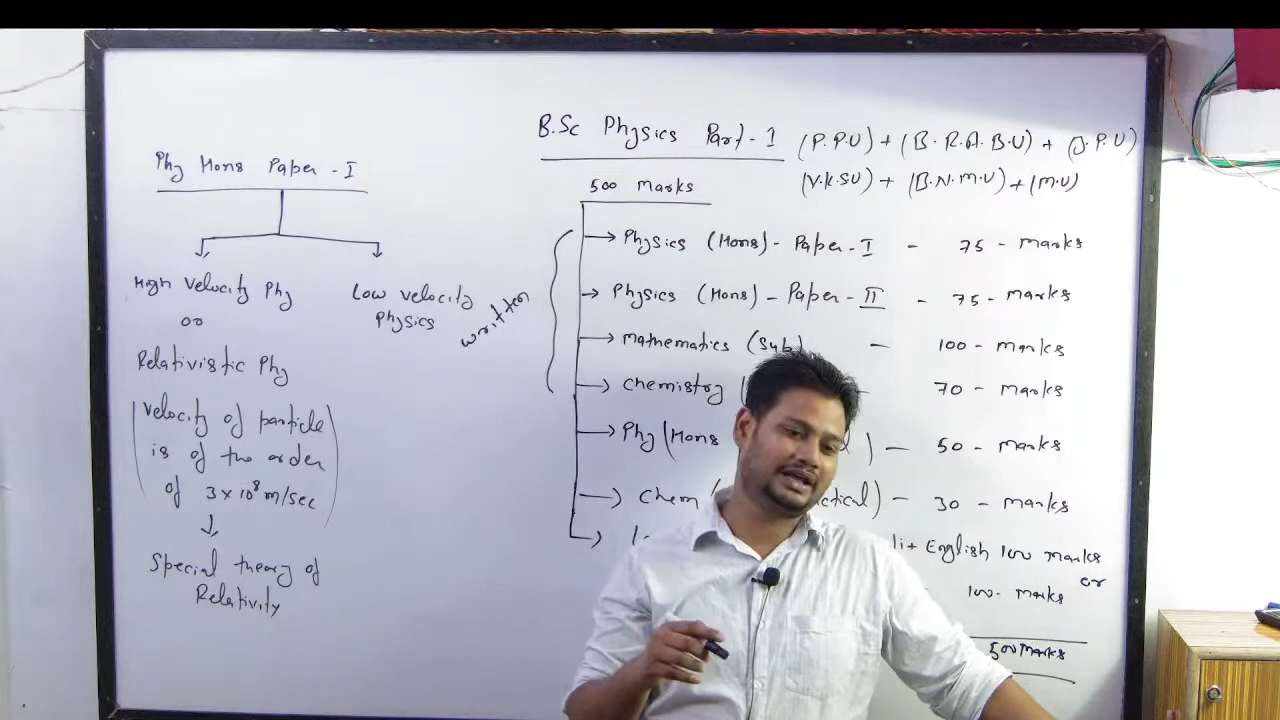 Phy Hons Paper - I
High velocity Phy
or
Relativistic Phy
(velocity of particle
is of the order
of 3 × 10⁸ m/sec)
Special theory of
Relativity
Low velocity
Physics
written
B.Sc Physics Part - 1 (P.P.U) + (B.R.A.B.U) + (J.P.U)
(V.K.SU) + (B.N.M.U) + (M.U)
500 marks
Physics (Hons) - Paper - I - 75 - marks
Physics (Hons) - Paper - II - 75 - marks
Mathematics (Sub) - 100 - marks
Chemistry ( - 70 - marks
Phy (Hons ) - 50 - marks
Chem ( ctical) - 30 - marks
+ English 100 marks
or
100 - marks
500 marks